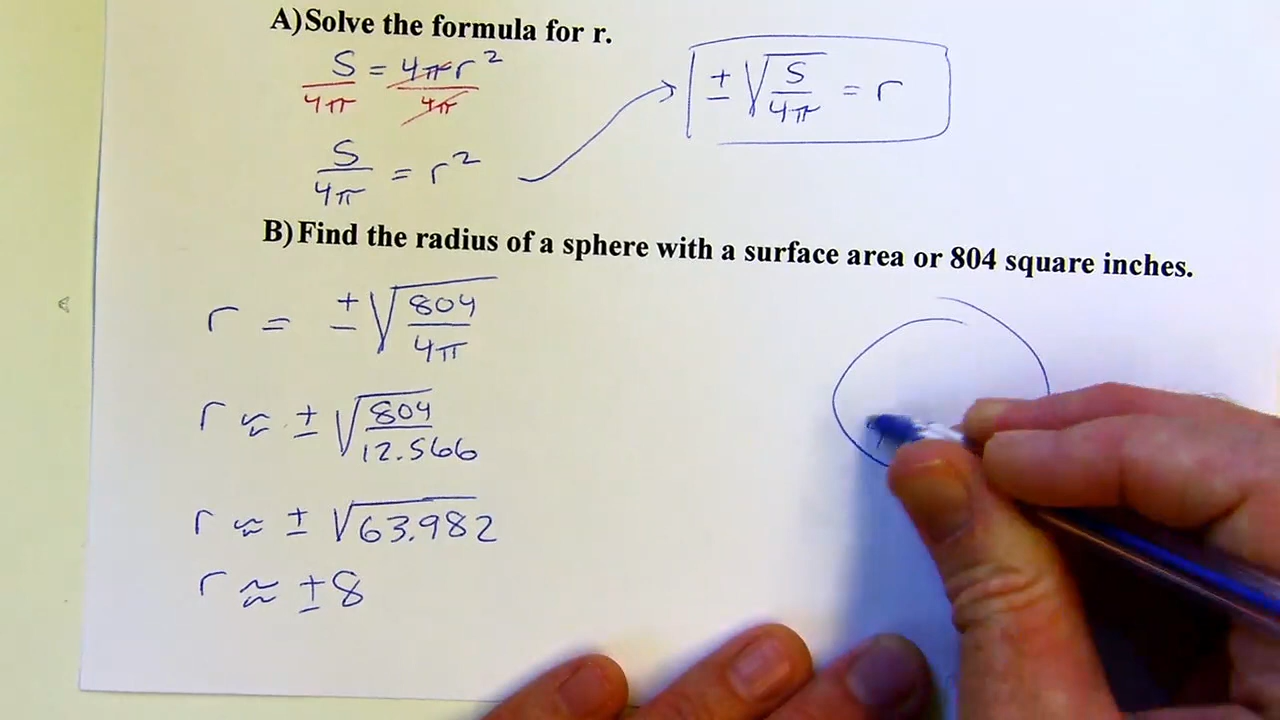 A) Solve the formula for r.
S/4π = 4πr²/4π
S/4π = r²
±√(S/4π) = r
B) Find the radius of a sphere with a surface area or 804 square inches.
r = ±√(804/4π)
r ≈ ±√(804/12.566)
r ≈ ±√63.982
r ≈ ±8